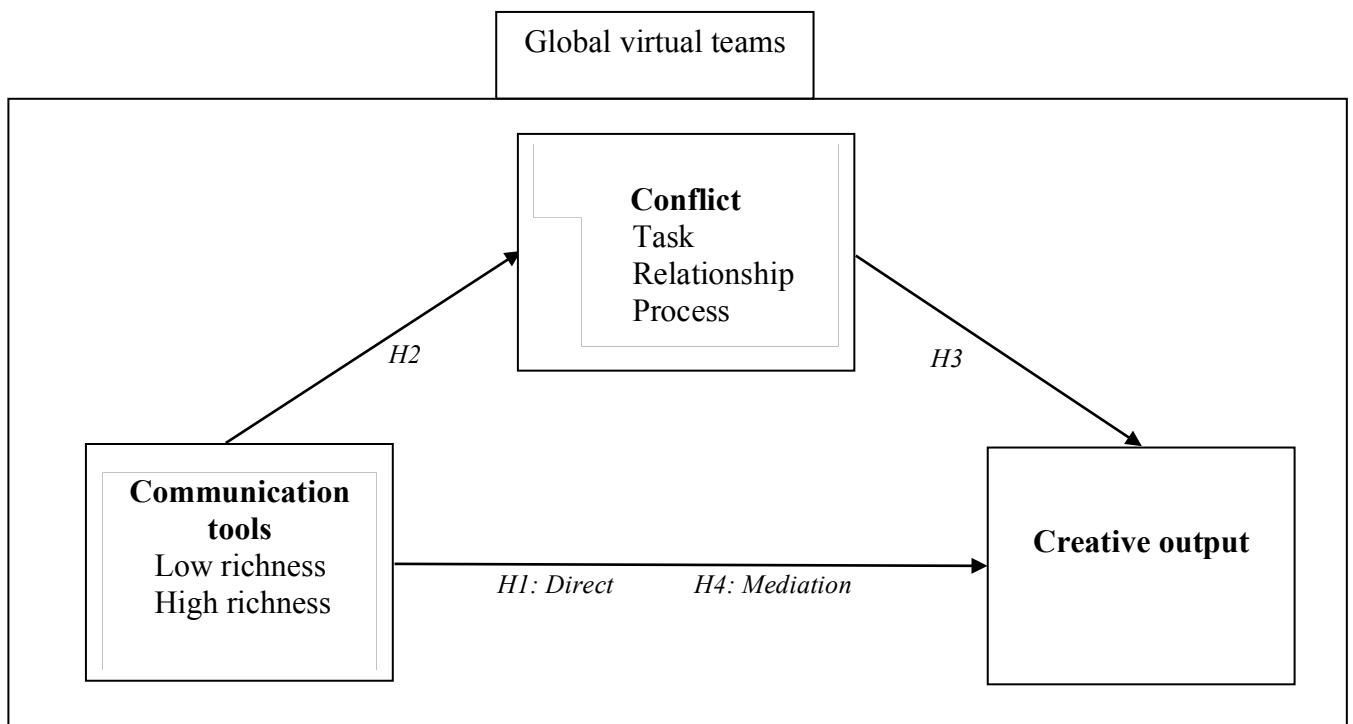 Global virtual teams
Conflict
Task
Relationship
Process
H2
H3
Communication
tools
Low richness
High richness
Creative output
H1: Direct
H4: Mediation